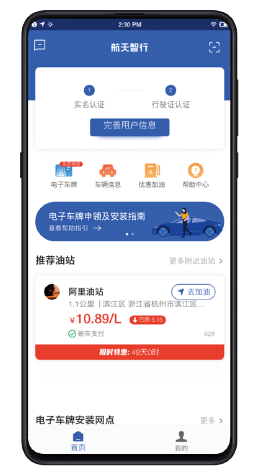 2:30 PM
航天智行
1
2
实名认证
行驶证认证
完善用户信息
电子车牌
车辆信息
优惠加油
帮助中心
电子车牌申领及安装指南
查看帮助指引
推荐油站
更多附近油站
阿里油站
去加油
1.1公里 | 滨江区 浙江省杭州市滨江区...
¥10.89/L
刷车支付
92#
限时特惠: 49天0时
电子车牌安装网点
更多
首页
我的